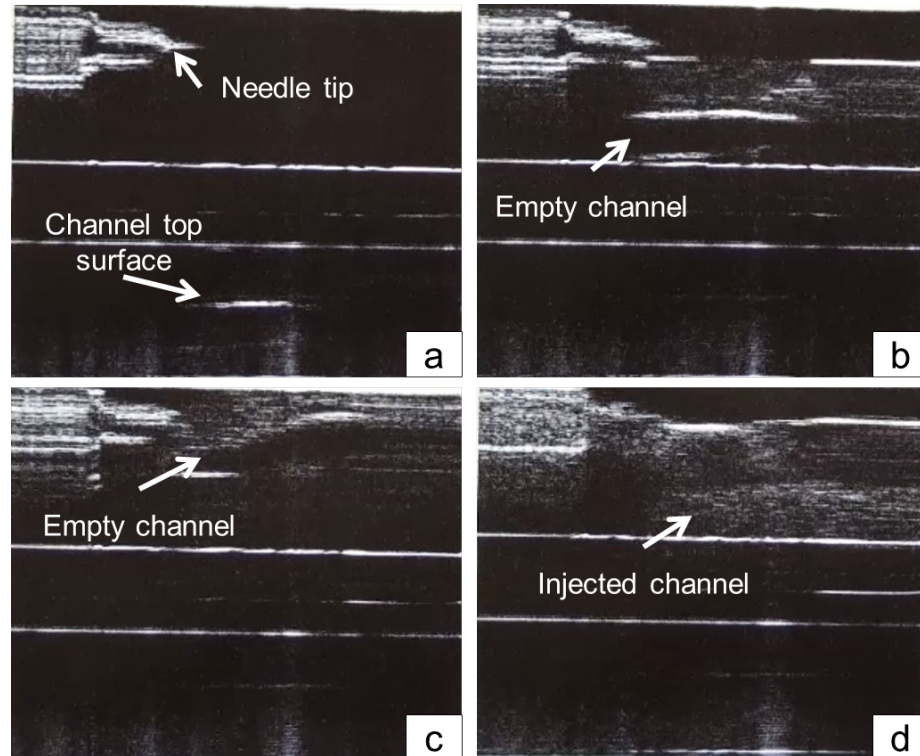 Needle tip
Channel top
surface
a
Empty channel
b
Empty channel
c
Injected channel
d